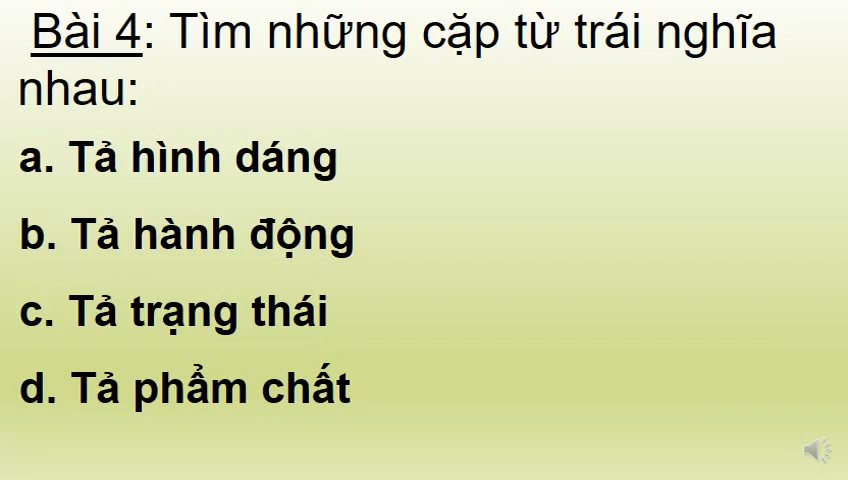 Bài 4: Tìm những cặp từ trái nghĩa
nhau:
a. Tả hình dáng
b. Tả hành động
c. Tả trạng thái
d. Tả phẩm chất